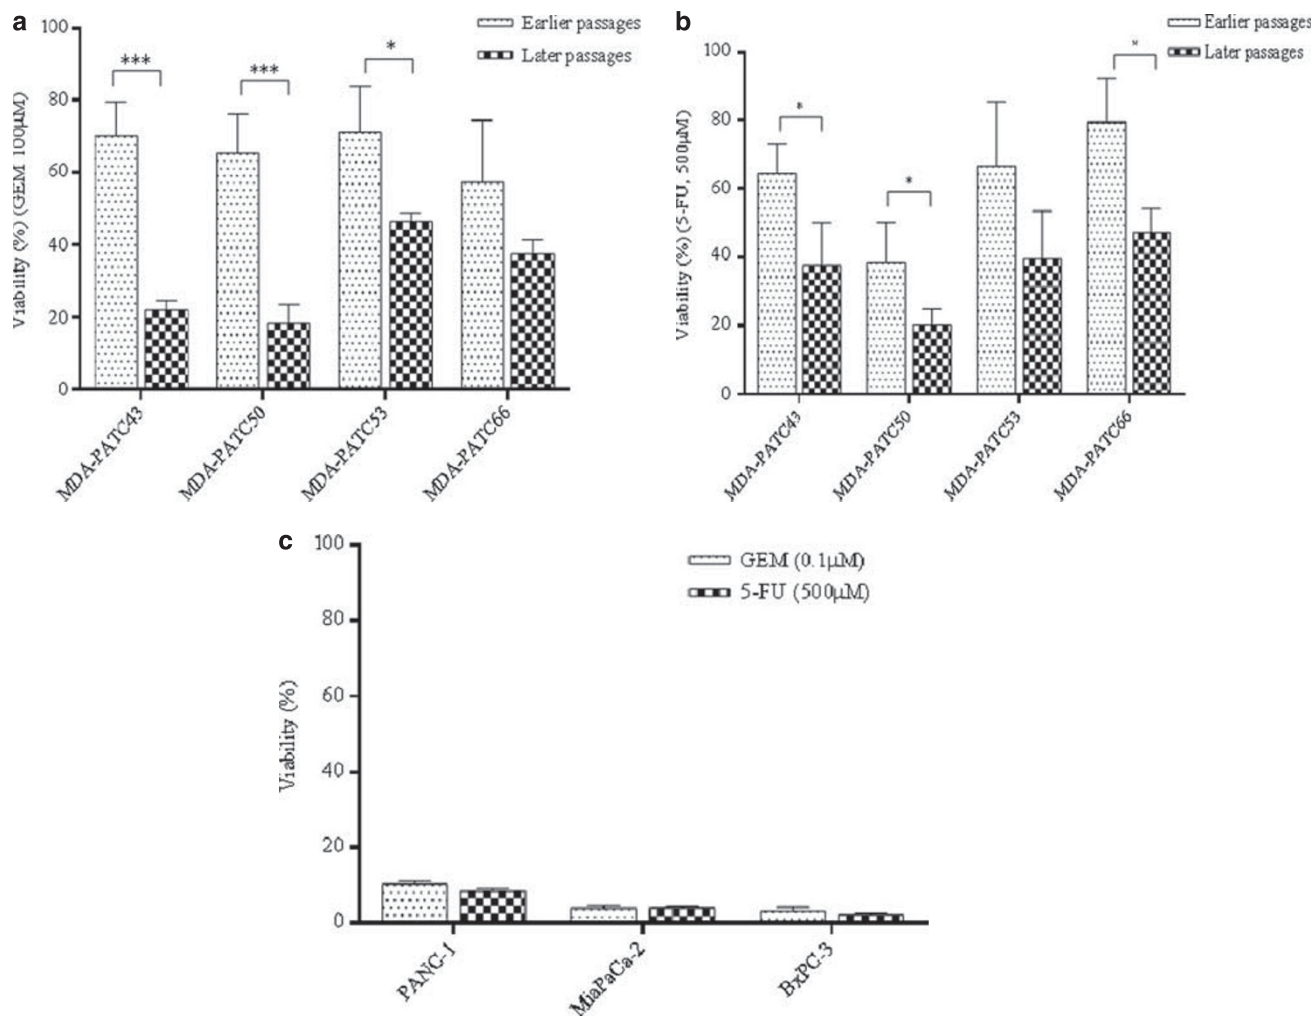 a
Earlier passages
Later passages
Viability (%) (GEM 100μM)
100
80
60
40
20
0
***
***
*
MDA-PATC43
MDA-PATC50
MDA-PATC53
MDA-PATC66
b
Earlier passages
Later passages
Viability (%) (5-FU, 500μM)
100
80
60
40
20
0
*
*
*
MDA-PATC43
MDA-PATC50
MDA-PATC53
MDA-PATC66
c
GEM (0.1μM)
5-FU (500μM)
Viability (%)
100
80
60
40
20
0
PANC-1
MiaPaCa-2
BxPC-3